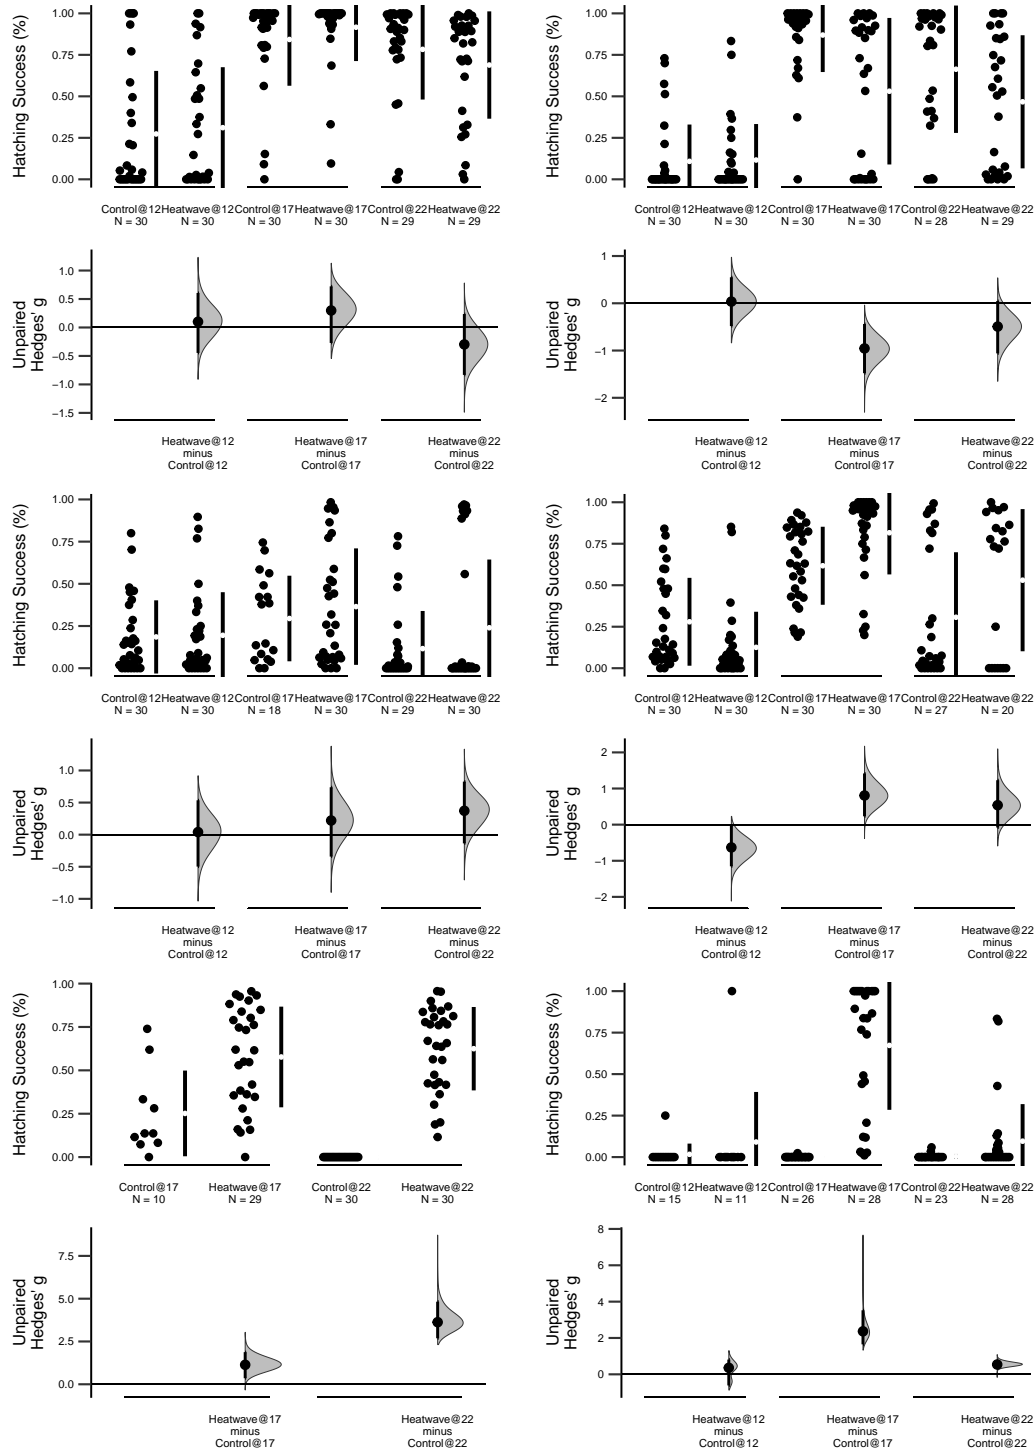 Hatching Success (%)
1.00
0.75
0.50
0.25
0.00
Control@12 Heatwave@12 Control@17 Heatwave@17 Control@22 Heatwave@22
N = 30 N = 30 N = 30 N = 30 N = 29 N = 29
Hatching Success (%)
1.00
0.75
0.50
0.25
0.00
Control@12 Heatwave@12 Control@17 Heatwave@17 Control@22 Heatwave@22
N = 30 N = 30 N = 30 N = 30 N = 28 N = 29
Unpaired
Hedges' g
1.0
0.5
0.0
−0.5
−1.0
−1.5
Heatwave@12 Heatwave@17 Heatwave@22
minus minus minus
Control@12 Control@17 Control@22
Unpaired
Hedges' g
1
0
−1
−2
Heatwave@12 Heatwave@17 Heatwave@22
minus minus minus
Control@12 Control@17 Control@22
Hatching Success (%)
1.00
0.75
0.50
0.25
0.00
Control@12 Heatwave@12 Control@17 Heatwave@17 Control@22 Heatwave@22
N = 30 N = 30 N = 18 N = 30 N = 29 N = 30
Hatching Success (%)
1.00
0.75
0.50
0.25
0.00
Control@12 Heatwave@12 Control@17 Heatwave@17 Control@22 Heatwave@22
N = 30 N = 30 N = 30 N = 30 N = 27 N = 20
Unpaired
Hedges' g
1.0
0.5
0.0
−0.5
−1.0
Heatwave@12 Heatwave@17 Heatwave@22
minus minus minus
Control@12 Control@17 Control@22
Unpaired
Hedges' g
2
1
0
−1
−2
Heatwave@12 Heatwave@17 Heatwave@22
minus minus minus
Control@12 Control@17 Control@22
Hatching Success (%)
1.00
0.75
0.50
0.25
0.00
Control@17 Heatwave@17 Control@22 Heatwave@22
N = 10 N = 29 N = 30 N = 30
Hatching Success (%)
1.00
0.75
0.50
0.25
0.00
Control@12 Heatwave@12 Control@17 Heatwave@17 Control@22 Heatwave@22
N = 15 N = 11 N = 26 N = 28 N = 23 N = 28
Unpaired
Hedges' g
7.5
5.0
2.5
0.0
Heatwave@17 Heatwave@22
minus minus
Control@17 Control@22
Unpaired
Hedges' g
8
6
4
2
0
Heatwave@12 Heatwave@17 Heatwave@22
minus minus minus
Control@12 Control@17 Control@22